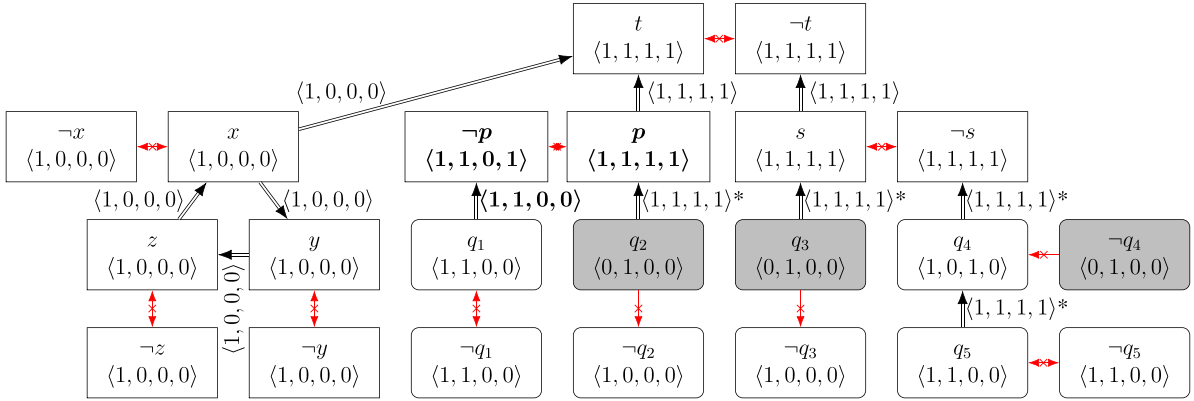 t
⟨1, 1, 1, 1⟩
¬t
⟨1, 1, 1, 1⟩
⟨1, 0, 0, 0⟩
⟨1, 1, 1, 1⟩
⟨1, 1, 1, 1⟩
¬x
⟨1, 0, 0, 0⟩
x
⟨1, 0, 0, 0⟩
¬p
⟨1, 1, 0, 1⟩
p
⟨1, 1, 1, 1⟩
s
⟨1, 1, 1, 1⟩
¬s
⟨1, 1, 1, 1⟩
⟨1, 0, 0, 0⟩
⟨1, 0, 0, 0⟩
⟨1, 1, 0, 0⟩
⟨1, 1, 1, 1⟩*
⟨1, 1, 1, 1⟩*
⟨1, 1, 1, 1⟩*
z
⟨1, 0, 0, 0⟩
y
⟨1, 0, 0, 0⟩
q₁
⟨1, 1, 0, 0⟩
q₂
⟨0, 1, 0, 0⟩
q₃
⟨0, 1, 0, 0⟩
q₄
⟨1, 0, 1, 0⟩
¬q₄
⟨0, 1, 0, 0⟩
⟨1, 0, 0, 0⟩
⟨1, 1, 1, 1⟩*
¬z
⟨1, 0, 0, 0⟩
¬y
⟨1, 0, 0, 0⟩
¬q₁
⟨1, 1, 0, 0⟩
¬q₂
⟨1, 0, 0, 0⟩
¬q₃
⟨1, 0, 0, 0⟩
q₅
⟨1, 1, 0, 0⟩
¬q₅
⟨1, 1, 0, 0⟩